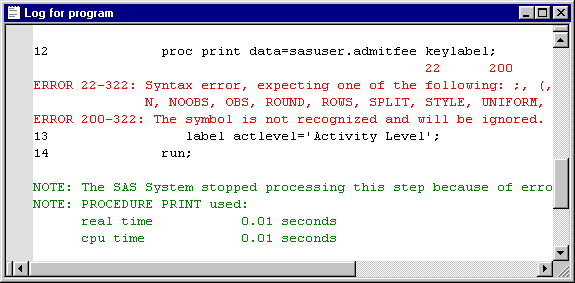 Log for program
12 proc print data=sasuser.admitfee keylabel;
22 200
ERROR 22-322: Syntax error, expecting one of the following: ;, (,
N, NOOBS, OBS, ROUND, ROWS, SPLIT, STYLE, UNIFORM,
ERROR 200-322: The symbol is not recognized and will be ignored.
13 label actlevel='Activity Level';
14 run;
NOTE: The SAS System stopped processing this step because of erro
NOTE: PROCEDURE PRINT used:
real time 0.01 seconds
cpu time 0.01 seconds